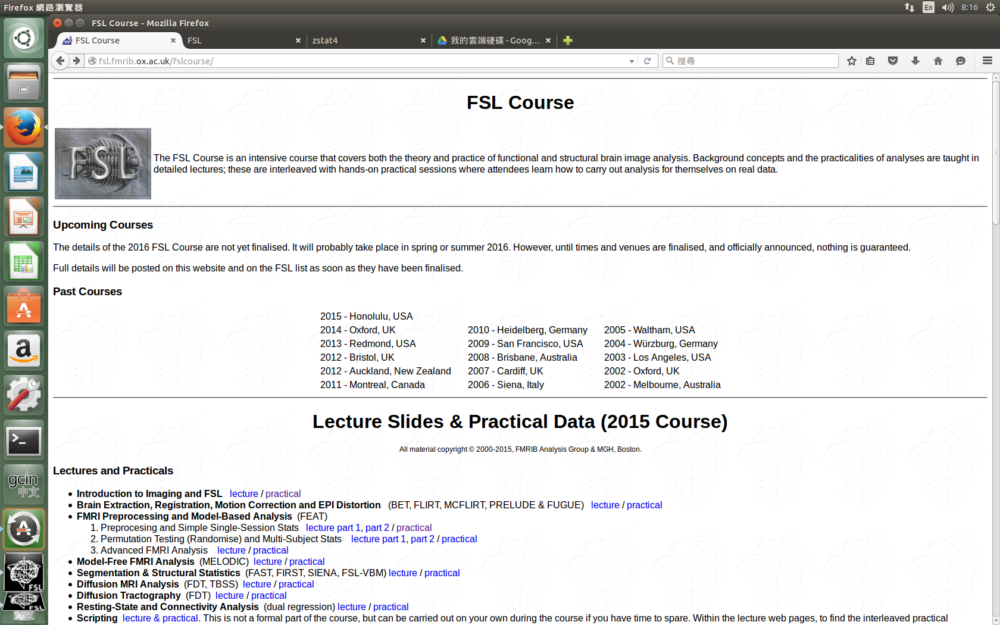 Firefox 網路瀏覽器
En
8:16
FSL Course - Mozilla Firefox
FSL Course
FSL
zstat4
我的雲端硬碟 - Goog...
fsl.fmrib.ox.ac.uk/fslcourse/
搜尋
FSL Course
FSL
The FSL Course is an intensive course that covers both the theory and practice of functional and structural brain image analysis. Background concepts and the practicalities of analyses are taught in
detailed lectures; these are interleaved with hands-on practical sessions where attendees learn how to carry out analysis for themselves on real data.
Upcoming Courses
The details of the 2016 FSL Course are not yet finalised. It will probably take place in spring or summer 2016. However, until times and venues are finalised, and officially announced, nothing is guaranteed.
Full details will be posted on this website and on the FSL list as soon as they have been finalised.
Past Courses
2015 - Honolulu, USA
2014 - Oxford, UK 2010 - Heidelberg, Germany 2005 - Waltham, USA
2013 - Redmond, USA 2009 - San Francisco, USA 2004 - Würzburg, Germany
2012 - Bristol, UK 2008 - Brisbane, Australia 2003 - Los Angeles, USA
2012 - Auckland, New Zealand 2007 - Cardiff, UK 2002 - Oxford, UK
2011 - Montreal, Canada 2006 - Siena, Italy 2002 - Melbourne, Australia
Lecture Slides & Practical Data (2015 Course)
All material copyright © 2000-2015, FMRIB Analysis Group & MGH, Boston.
Lectures and Practicals
Introduction to Imaging and FSL lecture / practical
Brain Extraction, Registration, Motion Correction and EPI Distortion (BET, FLIRT, MCFLIRT, PRELUDE & FUGUE) lecture / practical
FMRI Preprocessing and Model-Based Analysis (FEAT)
1. Preprocesing and Simple Single-Session Stats lecture part 1, part 2 / practical
2. Permutation Testing (Randomise) and Multi-Subject Stats lecture part 1, part 2 / practical
3. Advanced FMRI Analysis lecture / practical
Model-Free FMRI Analysis (MELODIC) lecture / practical
Segmentation & Structural Statistics (FAST, FIRST, SIENA, FSL-VBM) lecture / practical
Diffusion MRI Analysis (FDT, TBSS) lecture / practical
Diffusion Tractography (FDT) lecture / practical
Resting-State and Connectivity Analysis (dual regression) lecture / practical
Scripting lecture & practical. This is not a formal part of the course, but can be carried out on your own during the course if you have time to spare. Within the lecture web pages, to find the interleaved practical
gcin
中文
FSL
FSL